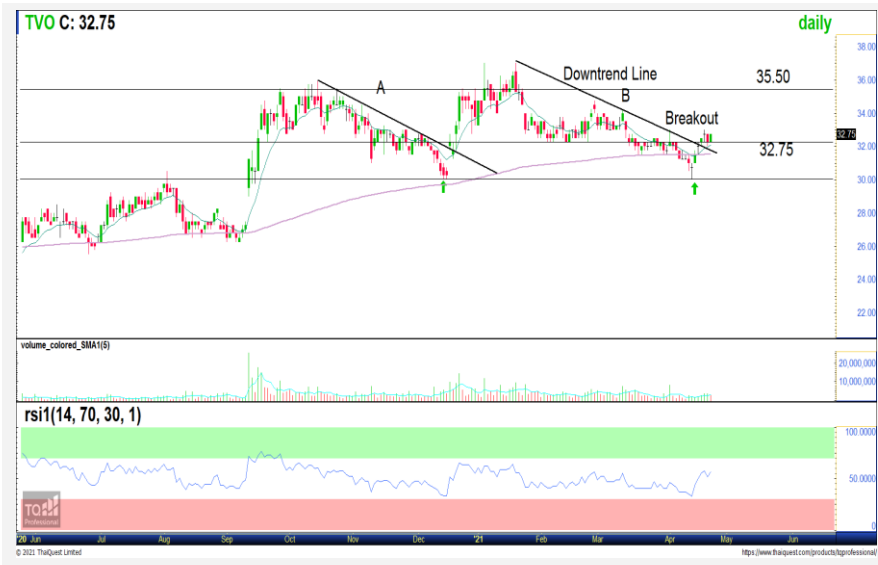 TVO C: 32.75
daily
38.00
36.00
34.00
32.75
32.00
30.00
28.00
26.00
24.00
22.00
A
Downtrend Line
B
Breakout
35.50
32.75
volume_colored_SMA1(5)
20,000,000
10,000,000
rsi1(14, 70, 30, 1)
100.0000
50.0000
0
TQ
Professional
'20 Jun Jul Aug Sep Oct Nov Dec '21 Feb Mar Apr May Jun
© 2021 ThaiQuest Limited
https://www.thaiquest.com/products/tqprofessional/